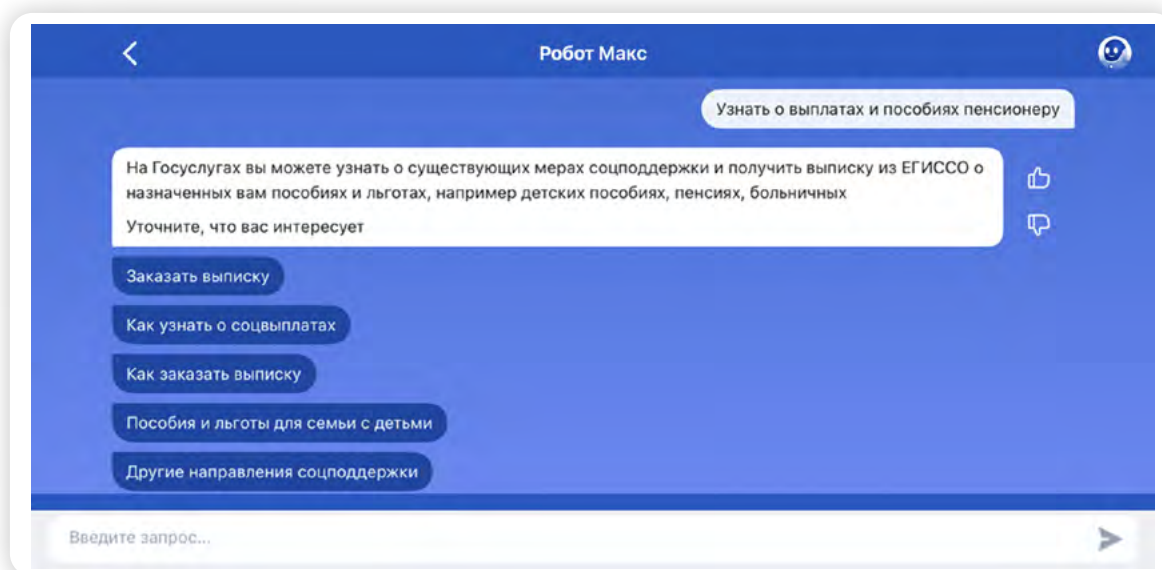 Робот Макс
Узнать о выплатах и пособиях пенсионеру
На Госуслугах вы можете узнать о существующих мерах соцподдержки и получить выписку из ЕГИССО о
назначенных вам пособиях и льготах, например детских пособиях, пенсиях, больничных
Уточните, что вас интересует
Заказать выписку
Как узнать о соцвыплатах
Как заказать выписку
Пособия и льготы для семьи с детьми
Другие направления соцподдержки
Введите запрос...